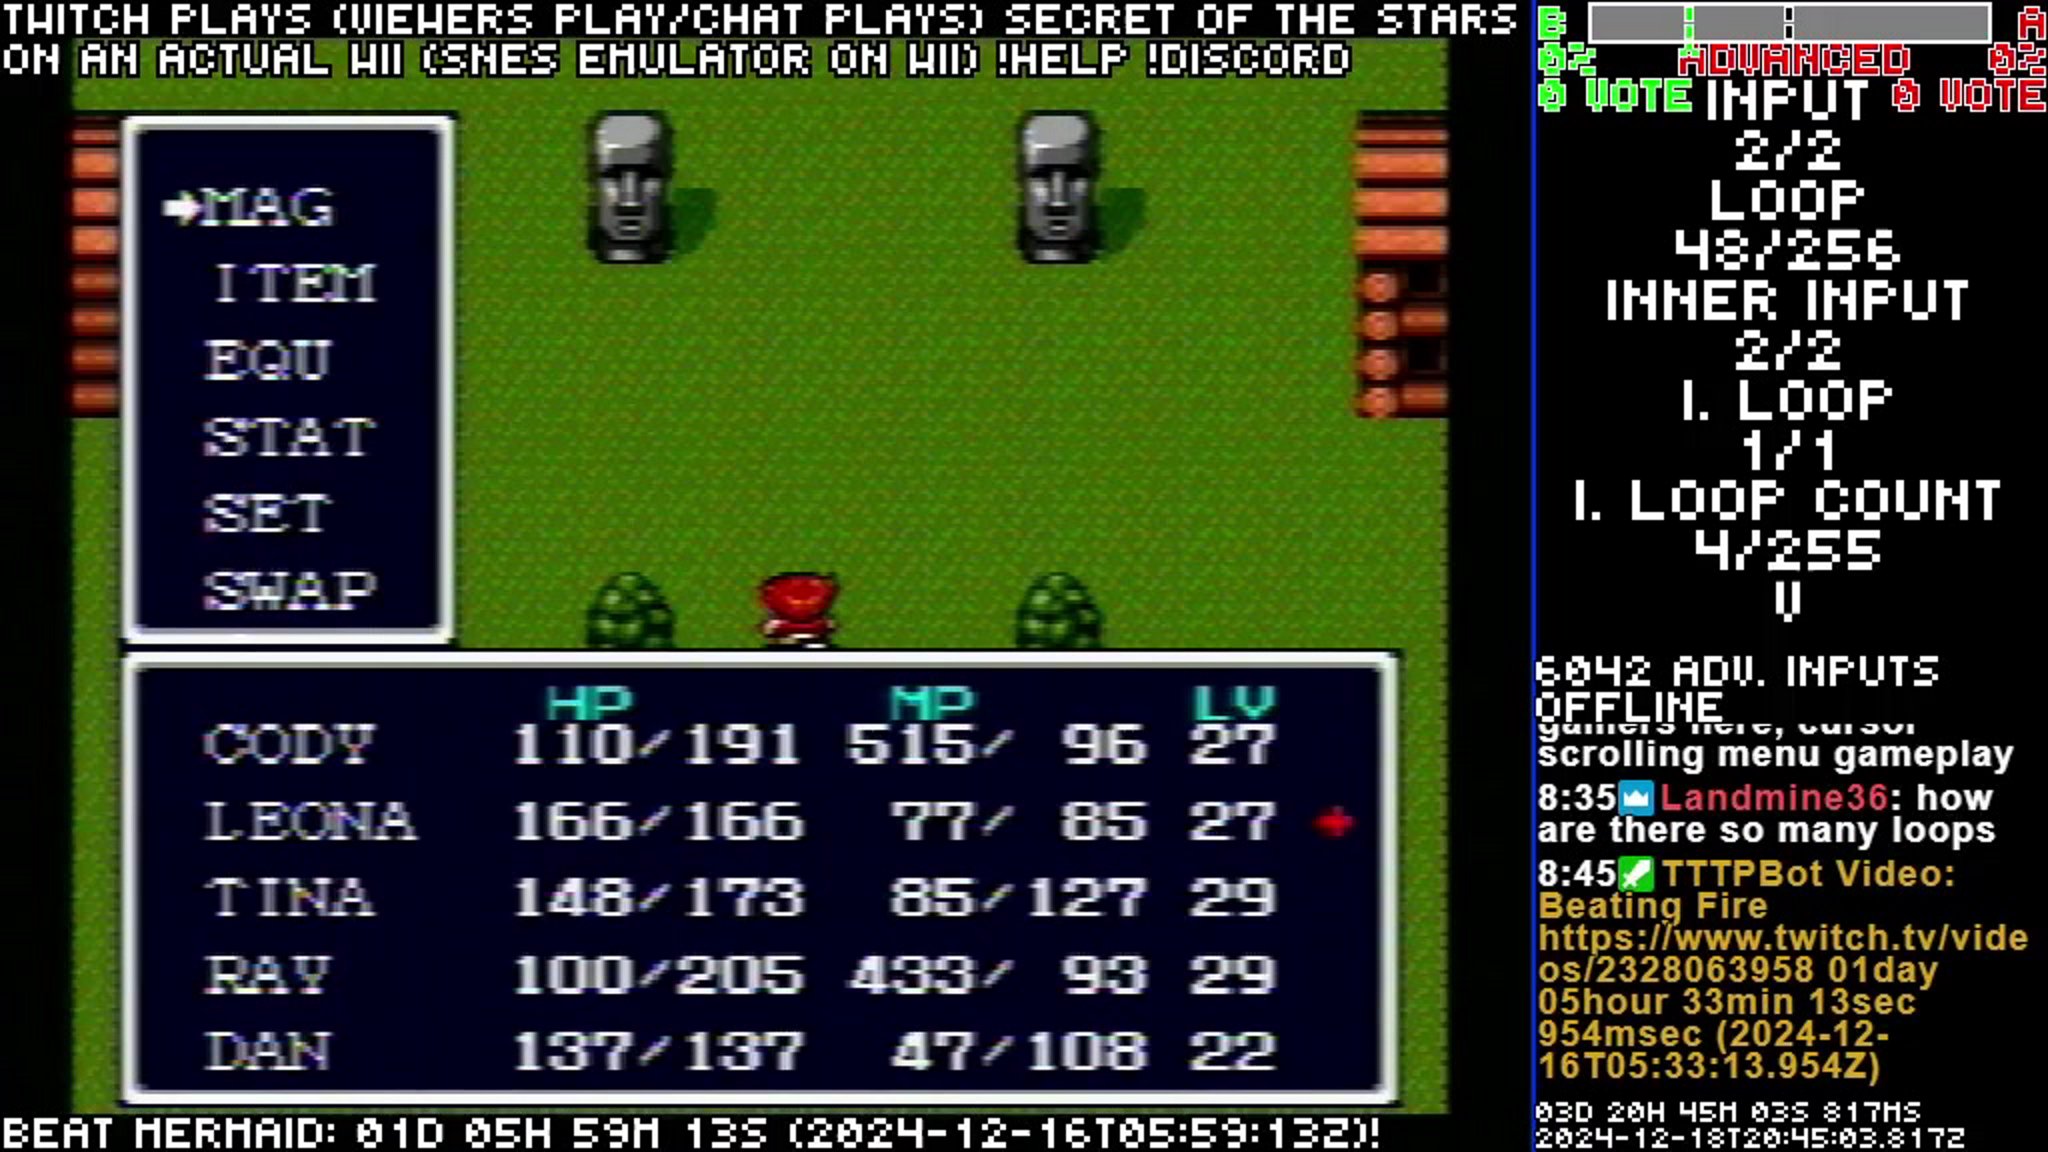 TWITCH PLAYS (VIEWERS PLAY/CHAT PLAYS) SECRET OF THE STARS
ON AN ACTUAL WII (SNES EMULATOR ON WII) !HELP !DISCORD
MAG
ITEM
EQU
STAT
SET
SWAP
HP MP LV
CODY 110/191 515/ 96 27
LEONA 166/166 77/ 85 27
TINA 148/173 85/127 29
RAY 100/205 433/ 93 29
DAN 137/137 47/108 22
BEAT MERMAID: 01D 05H 59M 13S (2024-12-16T05:59:13Z)!
B A
0% ADVANCED 0%
0 VOTE INPUT 0 VOTE
2/2
LOOP
48/256
INNER INPUT
2/2
I. LOOP
1/1
I. LOOP COUNT
4/255
V
6042 ADV. INPUTS
OFFLINE
gamers here, cursor
scrolling menu gameplay
8:35 Landmine36: how
are there so many loops
8:45 TTTPBot Video:
Beating Fire
https://www.twitch.tv/vide
os/2328063958 01day
05hour 33min 13sec
954msec (2024-12-
16T05:33:13.954Z)
03D 20H 45M 03S 817MS
2024-12-18T20:45:03.817Z